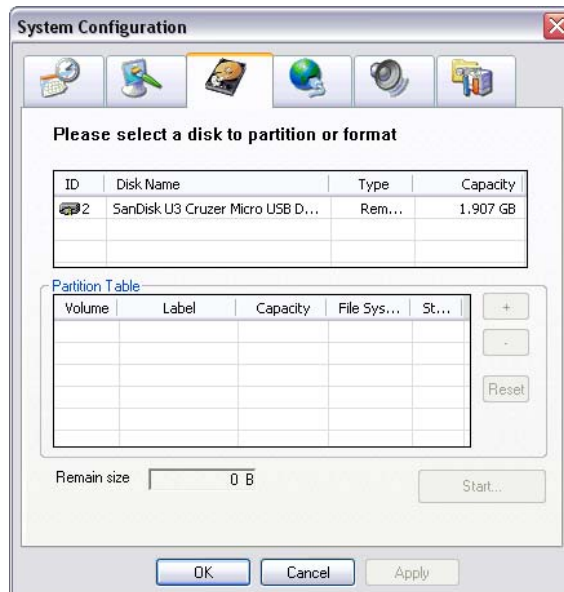 System Configuration
Please select a disk to partition or format
ID Disk Name Type Capacity
2 SanDisk U3 Cruzer Micro USB D... Rem... 1.907 GB
Partition Table
Volume Label Capacity File Sys... St...
+
-
Reset
Remain size 0 B
Start...
OK Cancel Apply